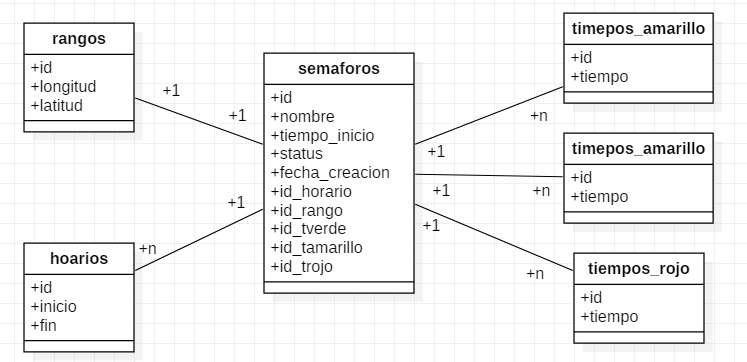 rangos
+id
+longitud
+latitud
+1
+1
hoarios
+id
+inicio
+fin
+n
+1
semaforos
+id
+nombre
+tiempo_inicio
+status
+fecha_creacion
+id_horario
+id_rango
+id_tverde
+id_tamarillo
+id_trojo
timepos_amarillo
+id
+tiempo
+n
+1
timepos_amarillo
+id
+tiempo
+1
+n
tiempos_rojo
+id
+tiempo
+1
+n